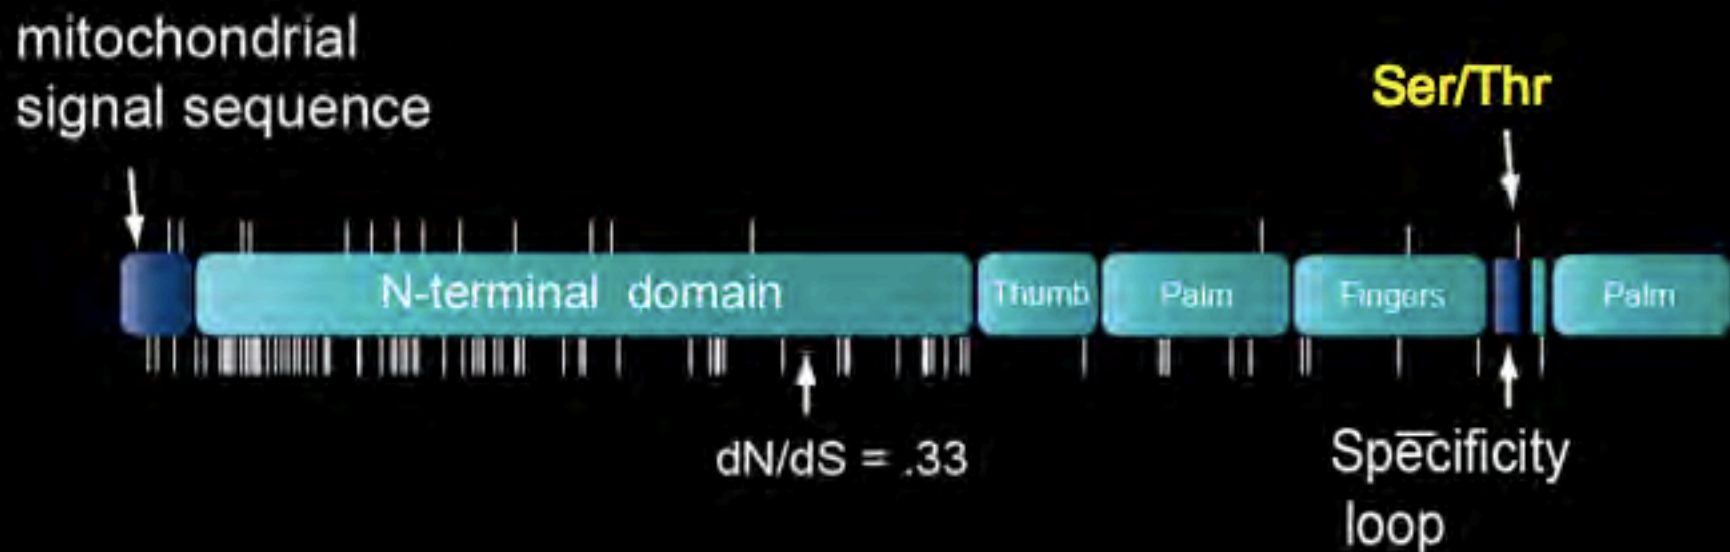 mitochondrial
signal sequence
Ser/Thr
N-terminal domain
Thumb
Palm
Fingers
Palm
dN/dS = .33
Specificity
loop